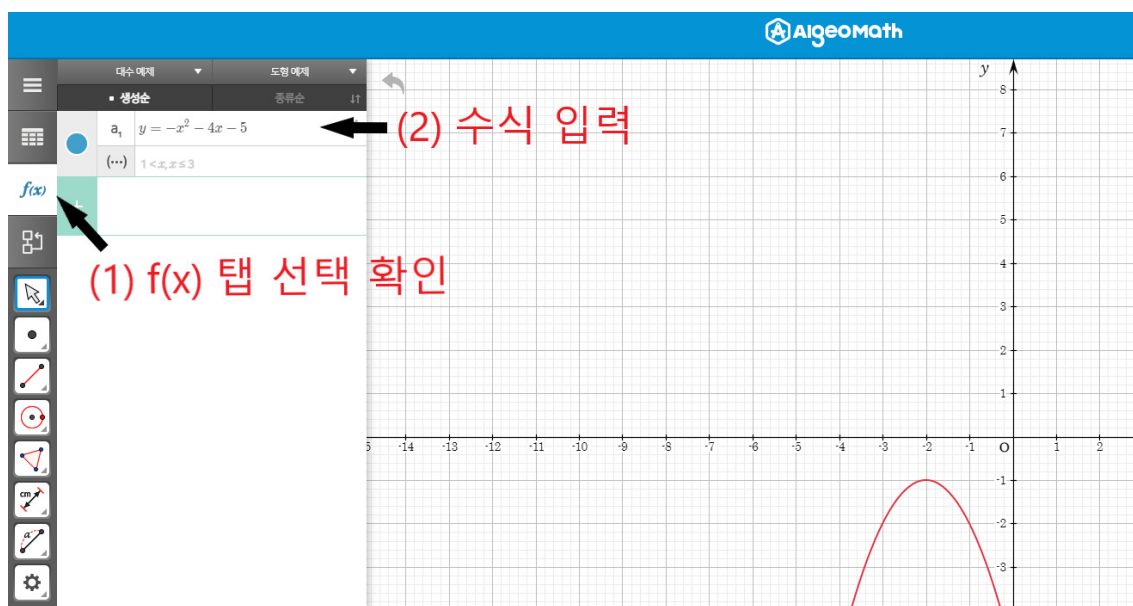 AlgeoMath
대수 예제 ▼ 도형 예제 ▼
▪ 생성순 종류순 ↓↑
a₁ y = −x² − 4x − 5
(2) 수식 입력
(...) 1 < x, x ≤ 3
f(x)
+
(1) f(x) 탭 선택 확인
cm
a
y
8
7
6
5
4
3
2
1
5 -14 -13 -12 -11 -10 -9 -8 -7 -6 -5 -4 -3 -2 -1 O 1 2
-1
-2
-3